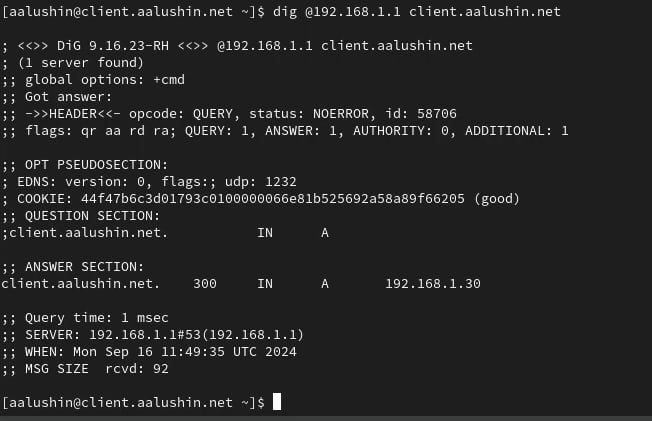 [aalushin@client.aalushin.net ~]$ dig @192.168.1.1 client.aalushin.net

; <<>> DiG 9.16.23-RH <<>> @192.168.1.1 client.aalushin.net
; (1 server found)
;; global options: +cmd
;; Got answer:
;; ->>HEADER<<- opcode: QUERY, status: NOERROR, id: 58706
;; flags: qr aa rd ra; QUERY: 1, ANSWER: 1, AUTHORITY: 0, ADDITIONAL: 1

;; OPT PSEUDOSECTION:
; EDNS: version: 0, flags:; udp: 1232
; COOKIE: 44f47b6c3d01793c0100000066e81b525692a58a89f66205 (good)
;; QUESTION SECTION:
;client.aalushin.net. IN A

;; ANSWER SECTION:
client.aalushin.net. 300 IN A 192.168.1.30

;; Query time: 1 msec
;; SERVER: 192.168.1.1#53(192.168.1.1)
;; WHEN: Mon Sep 16 11:49:35 UTC 2024
;; MSG SIZE rcvd: 92

[aalushin@client.aalushin.net ~]$